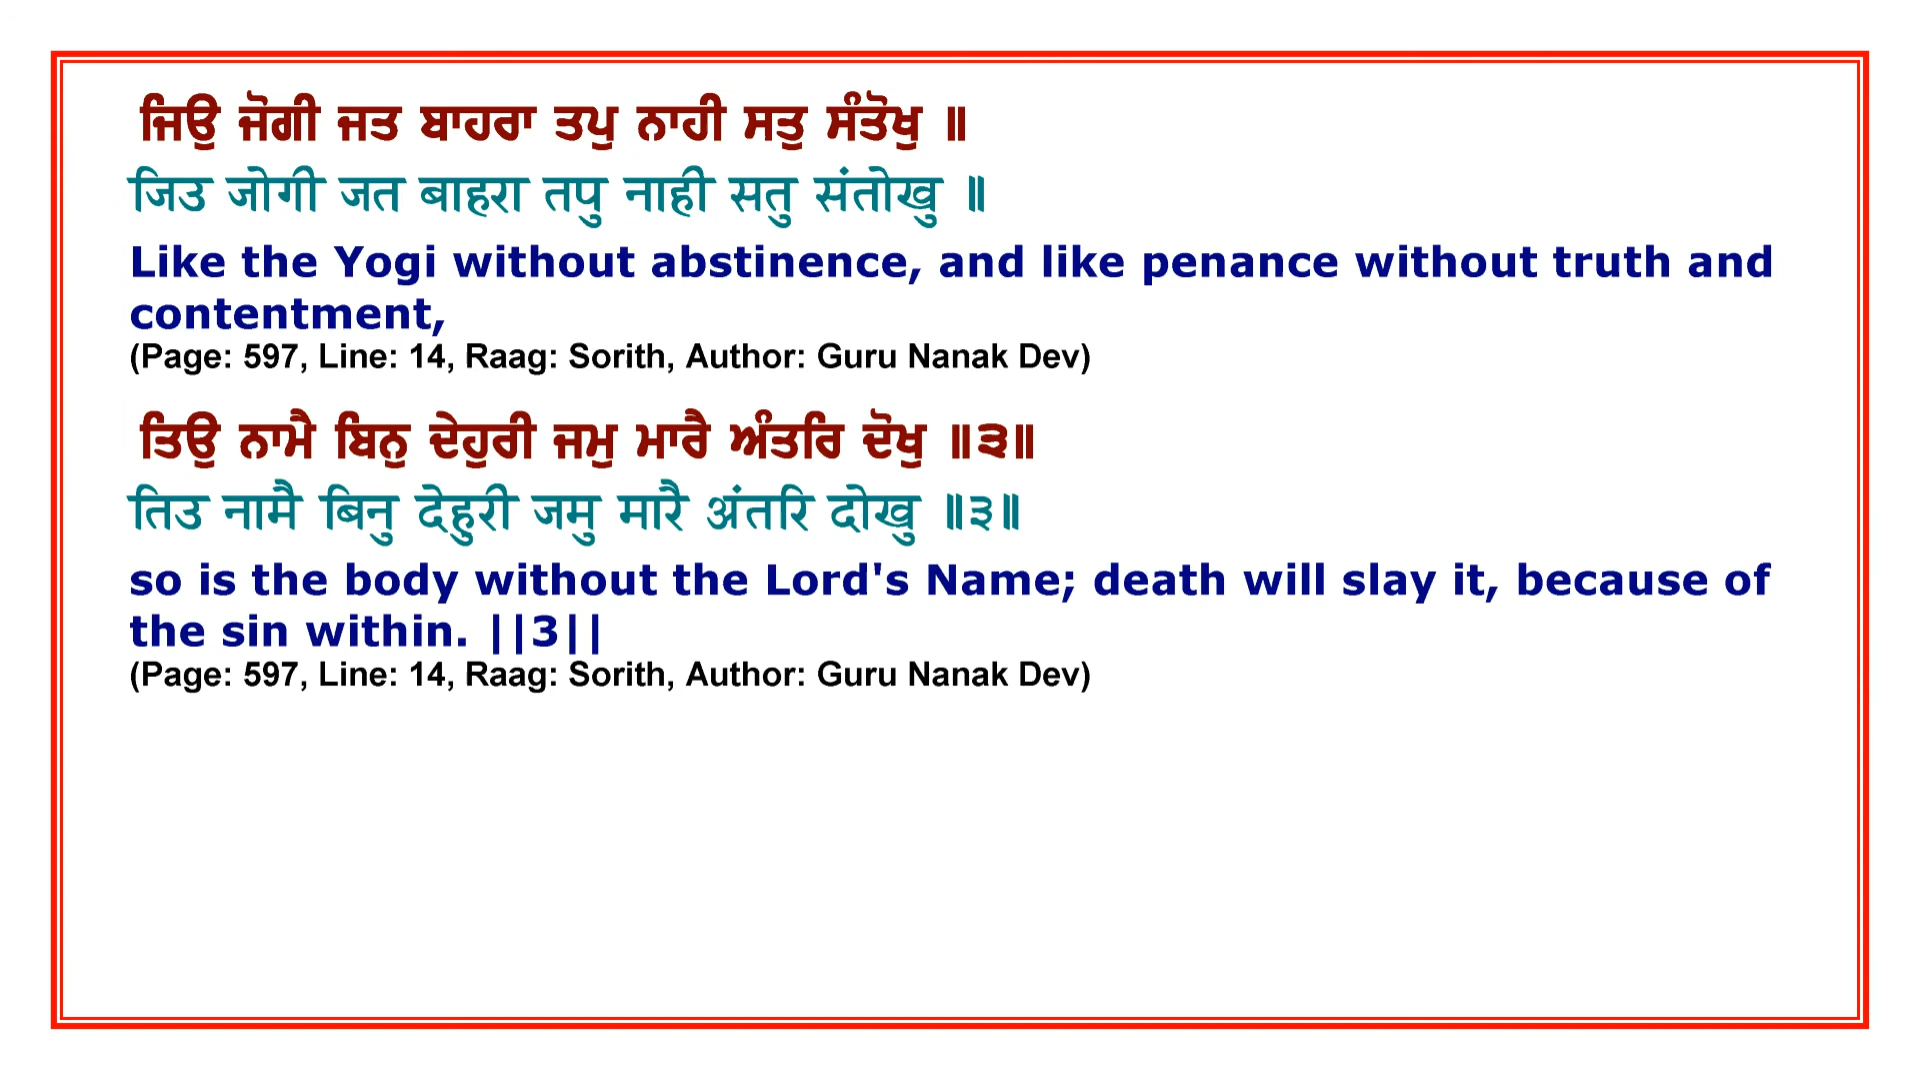 ਜਿਉ ਜੋਗੀ ਜਤ ਬਾਹਰਾ ਤਪੁ ਨਾਹੀ ਸਤੁ ਸੰਤੋਖੁ ॥
जिउ जोगी जत बाहरा तपु नाही सतु संतोखु ॥
Like the Yogi without abstinence, and like penance without truth and
contentment,
(Page: 597, Line: 14, Raag: Sorith, Author: Guru Nanak Dev)
ਤਿਉ ਨਾਮੈ ਬਿਨੁ ਦੇਹੁਰੀ ਜਮੁ ਮਾਰੈ ਅੰਤਰਿ ਦੋਖੁ ॥੩॥
तिउ नामै बिनु देहुरी जमु मारै अंतरि दोखु ॥३॥
so is the body without the Lord's Name; death will slay it, because of
the sin within. ||3||
(Page: 597, Line: 14, Raag: Sorith, Author: Guru Nanak Dev)